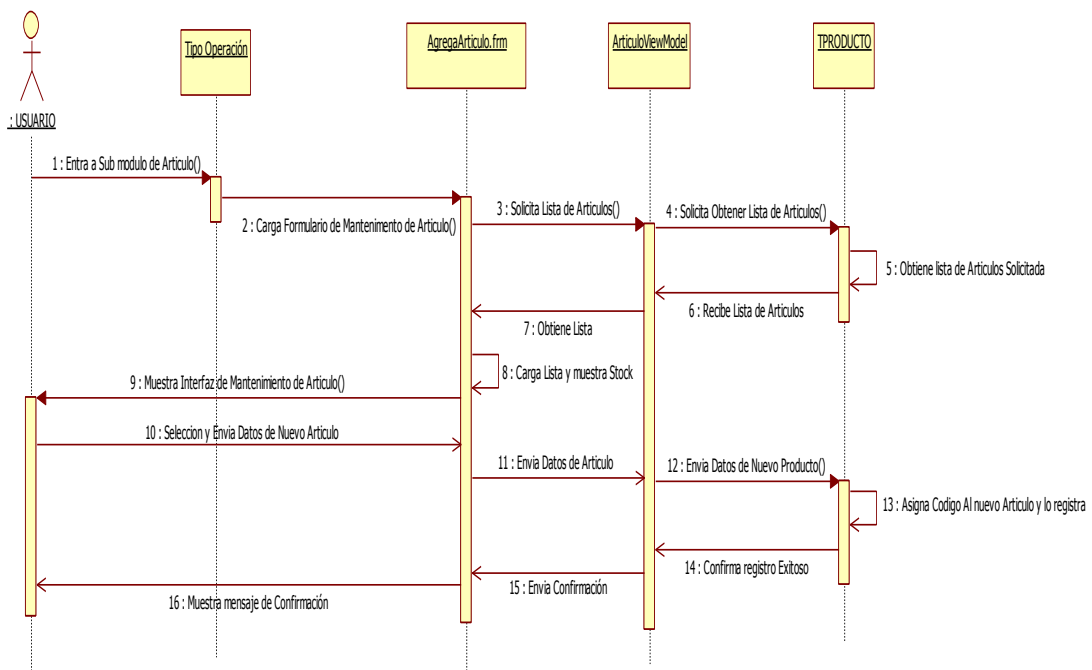 : USUARIO
Tipo Operación
AgregaArticulo.frm
ArticuloViewModel
TPRODUCTO
1 : Entra a Sub modulo de Articulo()
2 : Carga Formulario de Mantenimento de Articulo()
3 : Solicita Lista de Articulos()
4 : Solicita Obtener Lista de Articulos()
5 : Obtiene lista de Articulos Solicitada
6 : Recibe Lista de Articulos
7 : Obtiene Lista
8 : Carga Lista y muestra Stock
9 : Muestra Interfaz de Mantenimiento de Articulo()
10 : Seleccion y Envia Datos de Nuevo Articulo
11 : Envia Datos de Articulo
12 : Envia Datos de Nuevo Producto()
13 : Asigna Codigo Al nuevo Articulo y lo registra
14 : Confirma registro Exitoso
15 : Envia Confirmación
16 : Muestra mensaje de Confirmación